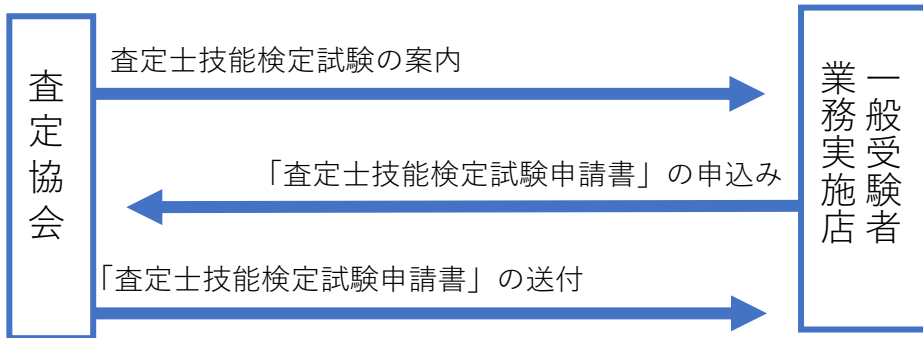 査定協会
査定士技能検定試験の案内
「査定士技能検定試験申請書」の申込み
「査定士技能検定試験申請書」の送付
一般受験者
業務実施店